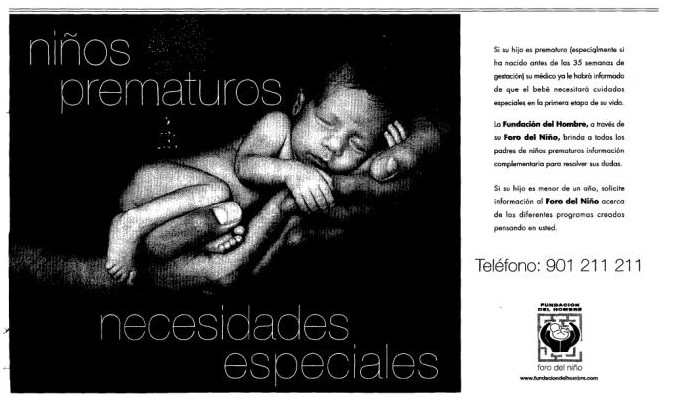 niños
prematuros
necesidades
especiales
Si su hijo es prematuro (especialmente si
ha nacido antes de las 35 semanas de
gestación) su médico ya le habrá informado
de que el bebé necesitará cuidados
especiales en la primera etapa de su vida.
La Fundación del Hombre, a través de
su Foro del Niño, brinda a todos los
padres de niños prematuros información
complementaria para resolver sus dudas.
Si su hijo es menor de un año, solicite
información al Foro del Niño acerca
de los diferentes programas creados
pensando en usted.
Teléfono: 901 211 211
FUNDACION
DEL HOMBRE
foro del niño
www.fundaciondelhombre.com